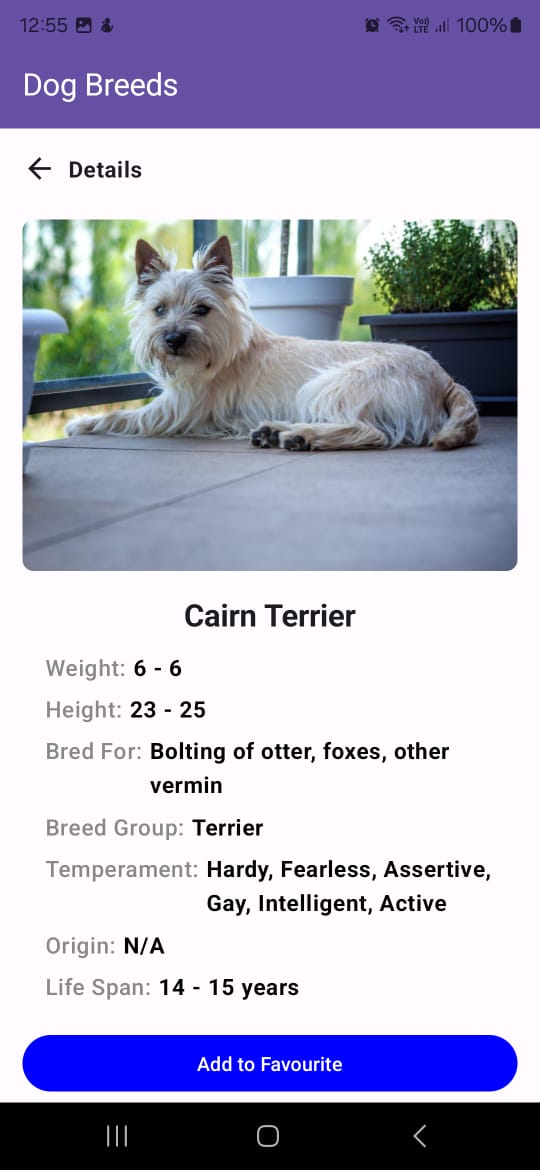 12:55 Vo)) LTE 100%
Dog Breeds
Details
Cairn Terrier
Weight: 6 - 6
Height: 23 - 25
Bred For: Bolting of otter, foxes, other
vermin
Breed Group: Terrier
Temperament: Hardy, Fearless, Assertive,
Gay, Intelligent, Active
Origin: N/A
Life Span: 14 - 15 years
Add to Favourite